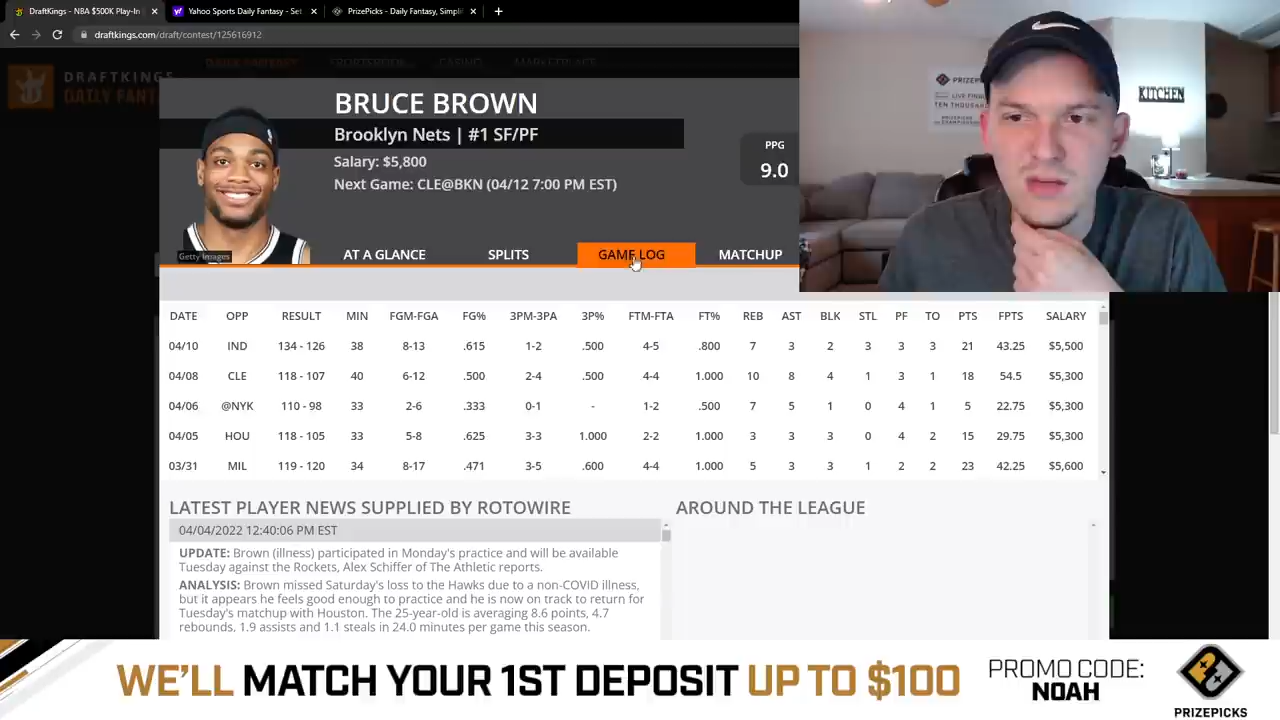 DraftKings - NBA $500K Play-In
Yahoo Sports Daily Fantasy - Set
PrizePicks - Daily Fantasy, Simpli
draftkings.com/draft/contest/125616912
DRAFTKINGS
DAILY FANT
CASINO
MARKETPLACE
BRUCE BROWN
Brooklyn Nets | #1 SF/PF
Salary: $5,800
Next Game: CLE@BKN (04/12 7:00 PM EST)
PPG
9.0
Getty Images
AT A GLANCE SPLITS GAME LOG MATCHUP
PRIZEPICKS
LIVE FINAL
TEN THOUSAND
KITCHEN
DATE OPP RESULT MIN FGM-FGA FG% 3PM-3PA 3P% FTM-FTA FT% REB AST BLK STL PF TO PTS FPTS SALARY
04/10 IND 134 - 126 38 8-13 .615 1-2 .500 4-5 .800 7 3 2 3 3 3 21 43.25 $5,500
04/08 CLE 118 - 107 40 6-12 .500 2-4 .500 4-4 1.000 10 8 4 1 3 1 18 54.5 $5,300
04/06 @NYK 110 - 98 33 2-6 .333 0-1 - 1-2 .500 7 5 1 0 4 1 5 22.75 $5,300
04/05 HOU 118 - 105 33 5-8 .625 3-3 1.000 2-2 1.000 3 3 3 0 4 2 15 29.75 $5,300
03/31 MIL 119 - 120 34 8-17 .471 3-5 .600 4-4 1.000 5 3 3 1 2 2 23 42.25 $5,600
LATEST PLAYER NEWS SUPPLIED BY ROTOWIRE
AROUND THE LEAGUE
04/04/2022 12:40:06 PM EST
UPDATE: Brown (illness) participated in Monday's practice and will be available
Tuesday against the Rockets, Alex Schiffer of The Athletic reports.
ANALYSIS: Brown missed Saturday's loss to the Hawks due to a non-COVID illness,
but it appears he feels good enough to practice and he is now on track to return for
Tuesday's matchup with Houston. The 25-year-old is averaging 8.6 points, 4.7
rebounds, 1.9 assists and 1.1 steals in 24.0 minutes per game this season.
WE'LL MATCH YOUR 1ST DEPOSIT UP TO $100
PROMO CODE:
NOAH
PRIZEPICKS